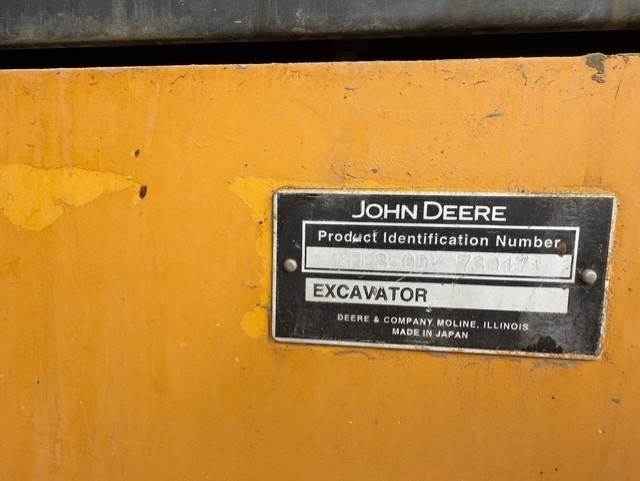 JOHN DEERE
Product Identification Number
EXCAVATOR
DEERE & COMPANY MOLINE, ILLINOIS
MADE IN JAPAN